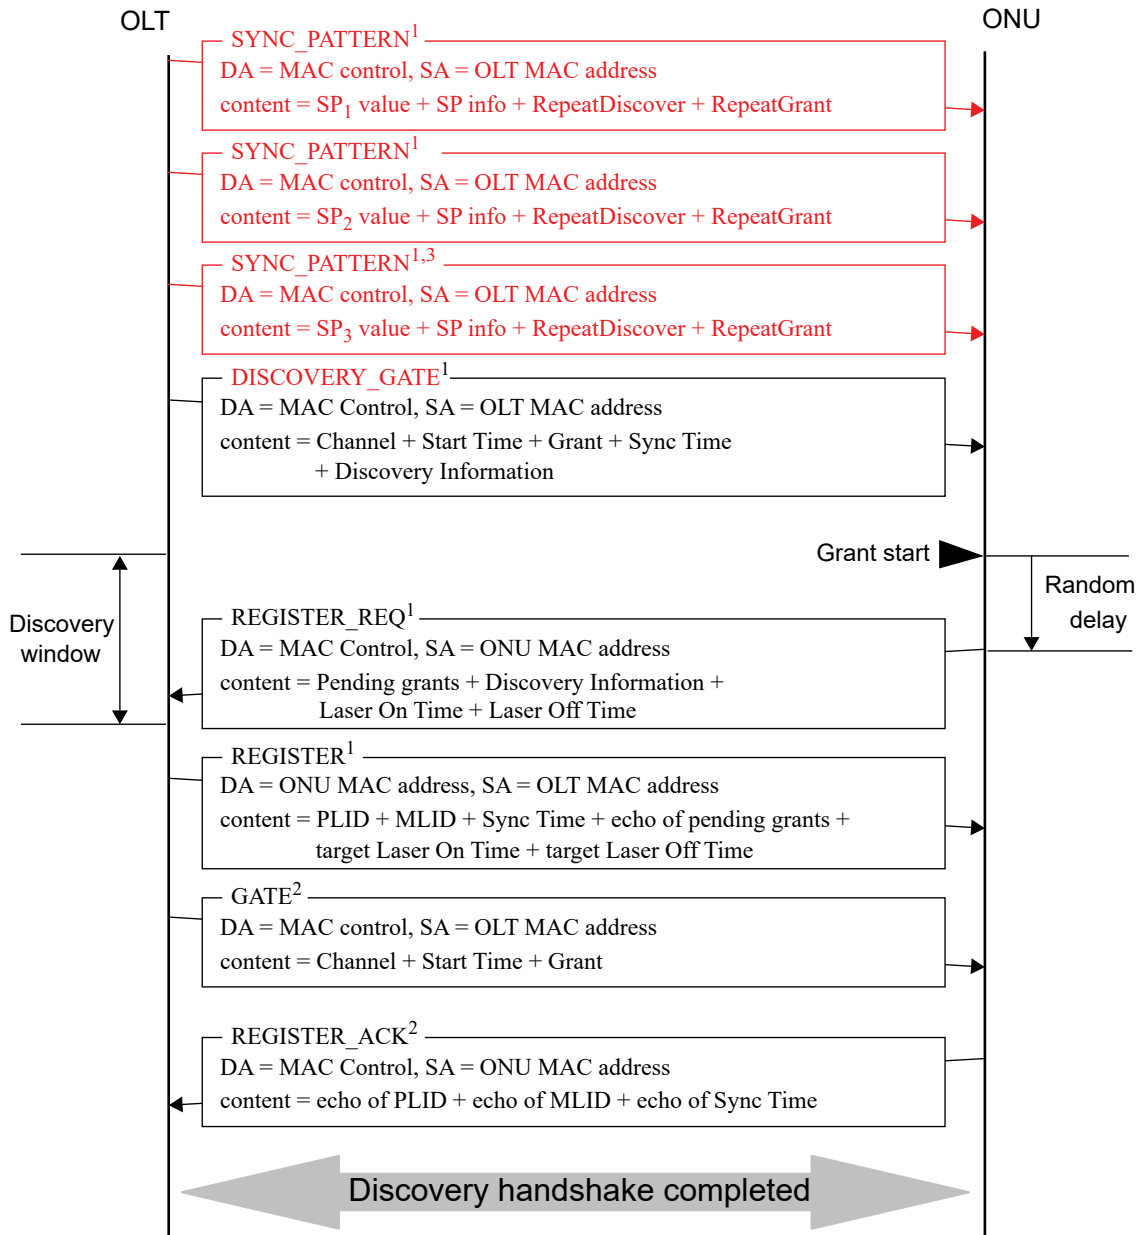 OLT ONU
SYNC_PATTERN¹
DA = MAC control, SA = OLT MAC address
content = SP₁ value + SP info + RepeatDiscover + RepeatGrant
SYNC_PATTERN¹
DA = MAC control, SA = OLT MAC address
content = SP₂ value + SP info + RepeatDiscover + RepeatGrant
SYNC_PATTERN¹,³
DA = MAC control, SA = OLT MAC address
content = SP₃ value + SP info + RepeatDiscover + RepeatGrant
DISCOVERY_GATE¹
DA = MAC Control, SA = OLT MAC address
content = Channel + Start Time + Grant + Sync Time
+ Discovery Information
Grant start
Random
delay
Discovery
window
REGISTER_REQ¹
DA = MAC Control, SA = ONU MAC address
content = Pending grants + Discovery Information +
Laser On Time + Laser Off Time
REGISTER¹
DA = ONU MAC address, SA = OLT MAC address
content = PLID + MLID + Sync Time + echo of pending grants +
target Laser On Time + target Laser Off Time
GATE²
DA = MAC control, SA = OLT MAC address
content = Channel + Start Time + Grant
REGISTER_ACK²
DA = MAC Control, SA = ONU MAC address
content = echo of PLID + echo of MLID + echo of Sync Time
Discovery handshake completed